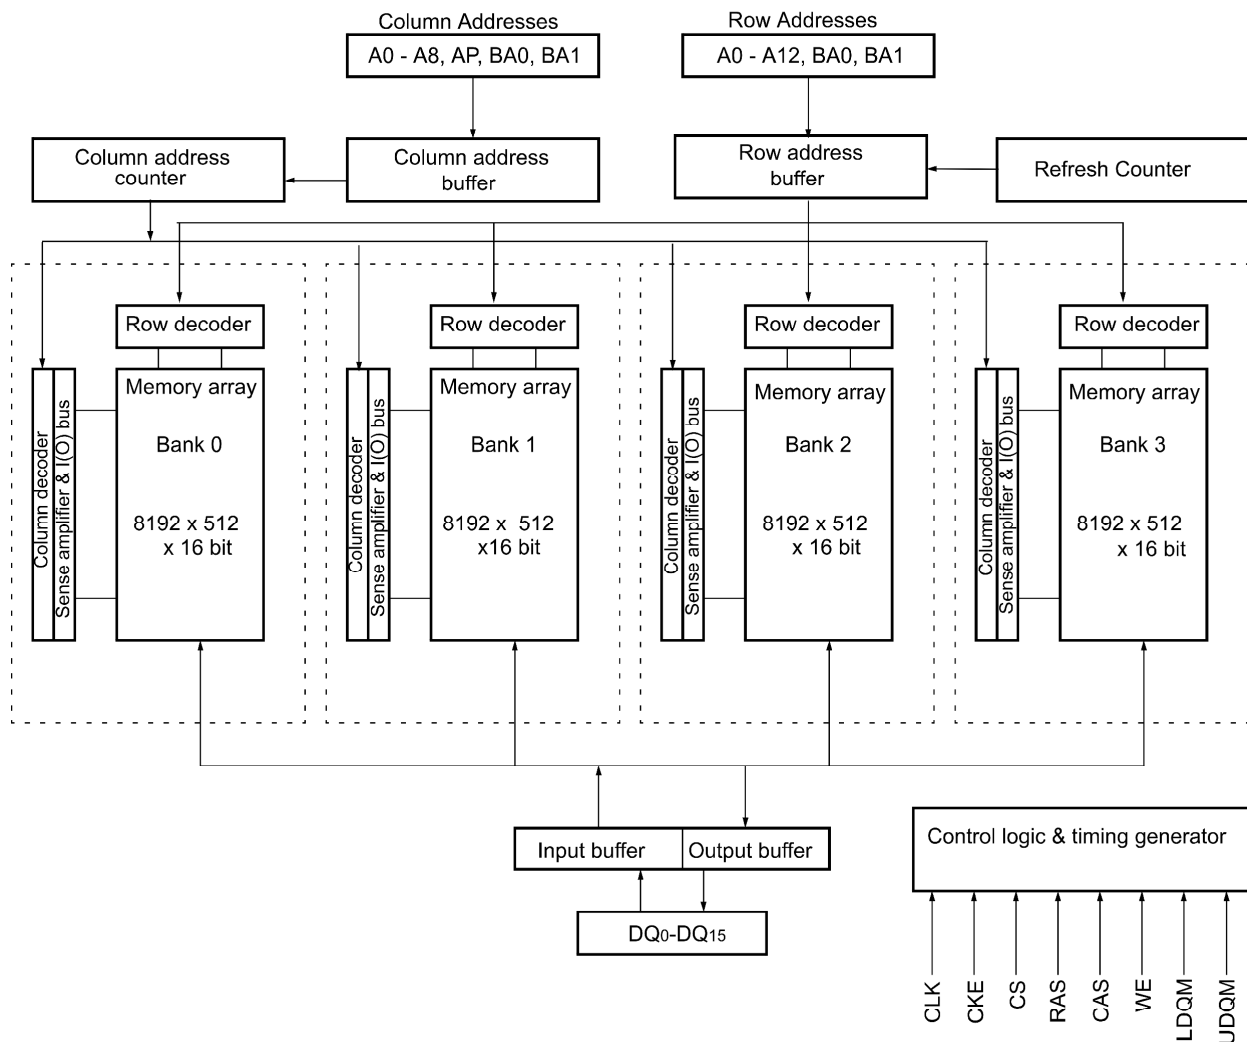 Column Addresses
Row Addresses
A0 - A8, AP, BA0, BA1
A0 - A12, BA0, BA1
Column address
counter
Column address
buffer
Row address
buffer
Refresh Counter
Row decoder
Row decoder
Row decoder
Row decoder
Column decoder
Sense amplifier & I(O) bus
Memory array
Bank 0
8192 x 512
x 16 bit
Column decoder
Sense amplifier & I(O) bus
Memory array
Bank 1
8192 x 512
x16 bit
Column decoder
Sense amplifier & I(O) bus
Memory array
Bank 2
8192 x 512
x 16 bit
Column decoder
Sense amplifier & I(O) bus
Memory array
Bank 3
8192 x 512
x 16 bit
Input buffer
Output buffer
DQ0-DQ15
Control logic & timing generator
CLK
CKE
CS
RAS
CAS
WE
LDQM
UDQM